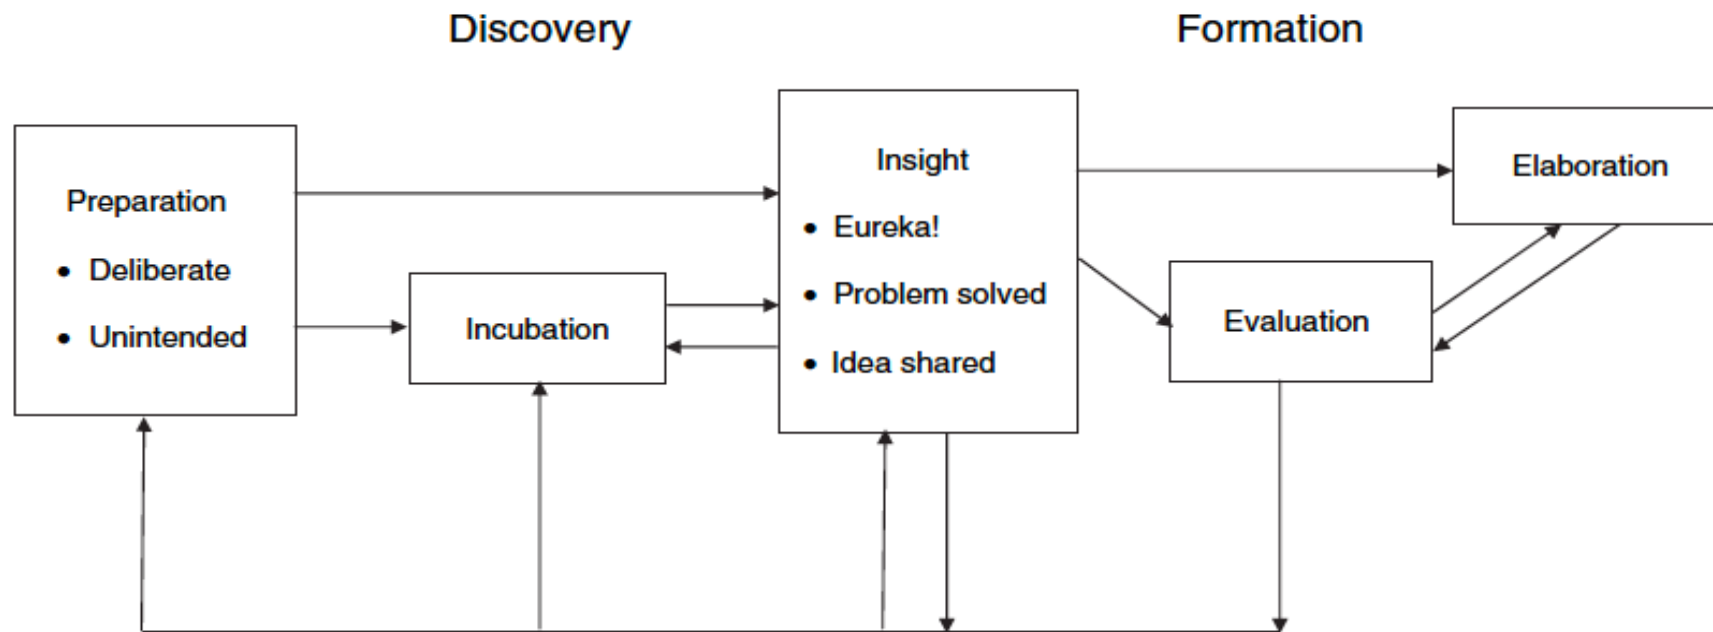 Discovery
Formation
Preparation
• Deliberate
• Unintended
Incubation
Insight
• Eureka!
• Problem solved
• Idea shared
Evaluation
Elaboration